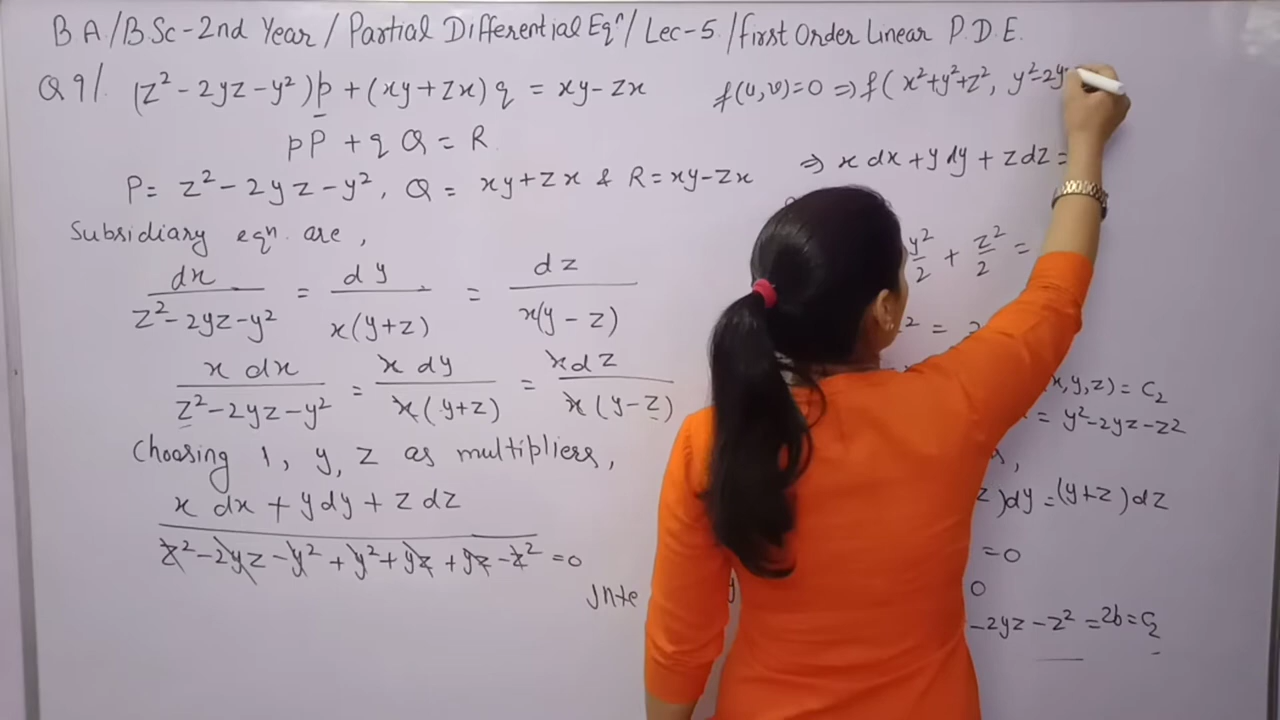 B.A./B.Sc-2nd Year/Partial Differential Eqⁿ/Lec-5/First Order Linear P.D.E.
Q 9/. (z²-2yz-y²)p + (xy+zx)q = xy-zx
pP + qQ = R
P = z²-2yz-y², Q = xy+zx & R = xy-zx
Subsidiary eqⁿ are,
dx/(z²-2yz-y²) = dy/x(y+z) = dz/x(y-z)
x dx/(z²-2yz-y²) = x dy/x(y+z) = x dz/x(y-z)
Choosing 1, y, z as multipliers,
x dx + y dy + z dz
z²-2yz-y²+y²+yz+yz-z² = 0
f(u,v)=0 ⇒ f(x²+y²+z², y²-2y
⇒ x dx + y dy + z dz =
y²/2 + z²/2 =
² =
x,y,z) = C₂
= y²-2yz-z²
)dy = (y+z)dz
=0
0
-2yz-z² = 2b = C₂